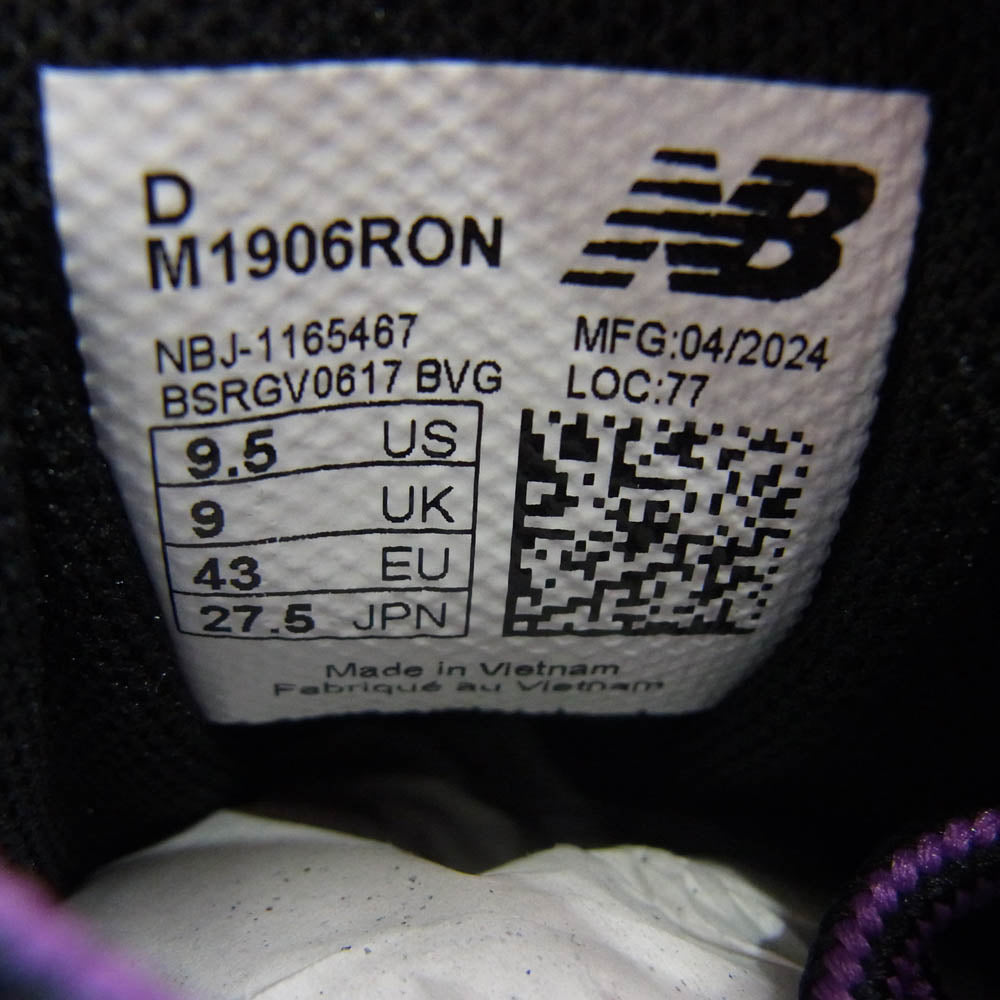 D
NB
M1906RON
NBJ-1165467
MFG:04/2024
BSRGV0617 BVG
LOC:77
9.5 US
9 UK
43 EU
27.5 JPN
Made in Vietnam
Fabriqué au Vietnam